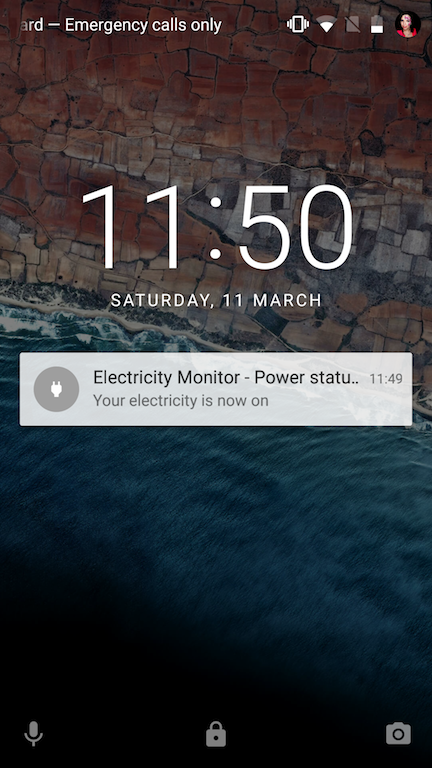 ard — Emergency calls only
11:50
SATURDAY, 11 MARCH
Electricity Monitor - Power statu.. 11:49
Your electricity is now on